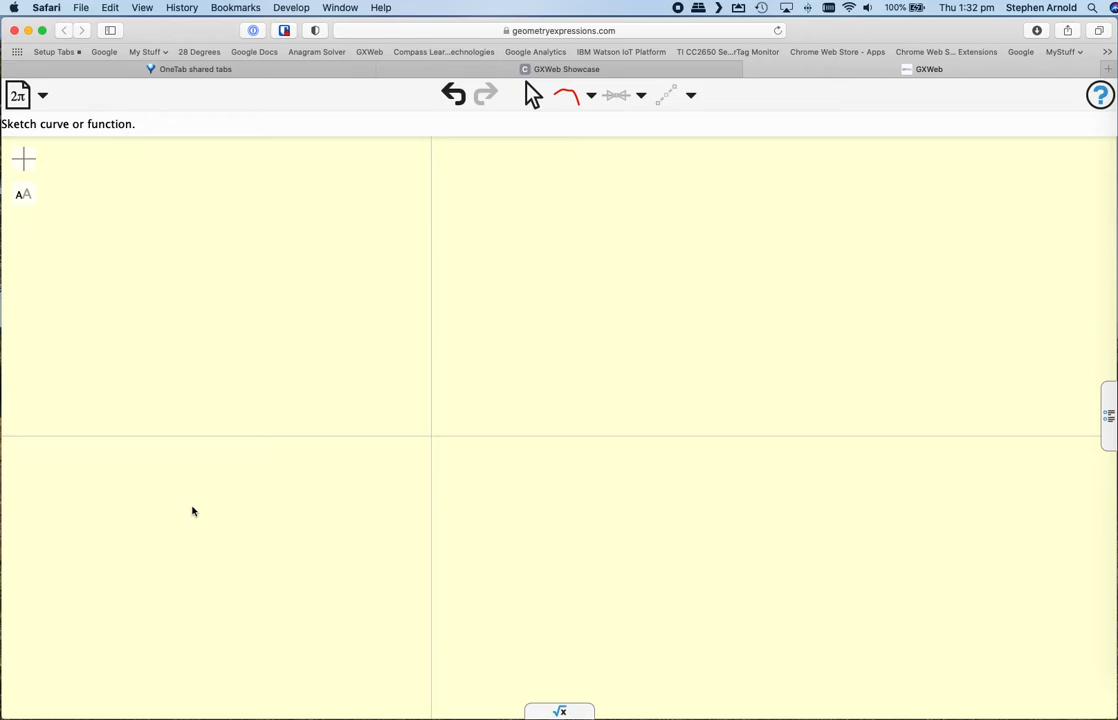 Safari File Edit View History Bookmarks Develop Window Help 100% Thu 1:32 pm Stephen Arnold
geometryexpressions.com
Setup Tabs Google My Stuff 28 Degrees Google Docs Anagram Solver GXWeb Compass Lear...echnologies Google Analytics IBM Watson IoT Platform TI CC2650 Se...rTag Monitor Chrome Web Store - Apps Chrome Web S... Extensions Google MyStuff >>
OneTab shared tabs C GXWeb Showcase GXWeb +
2π ?
Sketch curve or function.
AA
√x